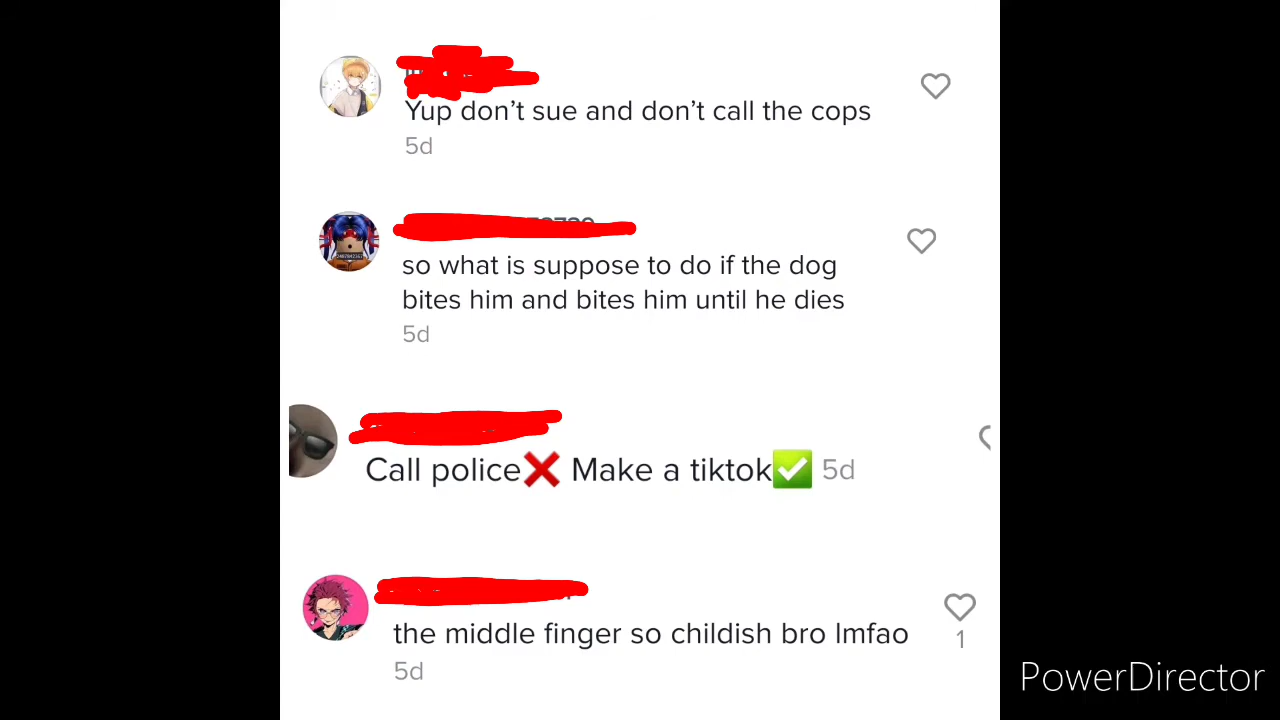 Yup don't sue and don't call the cops
5d
so what is suppose to do if the dog
bites him and bites him until he dies
5d
Call police❌ Make a tiktok✅ 5d
the middle finger so childish bro lmfao
1
5d
PowerDirector